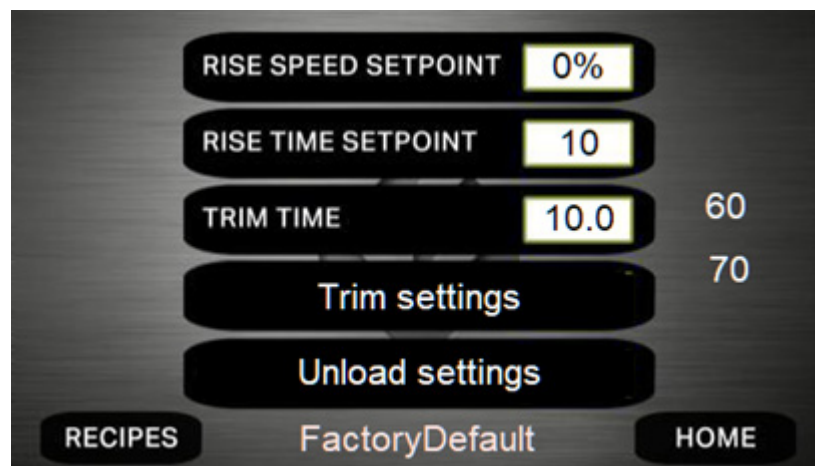 RISE SPEED SETPOINT 0%
RISE TIME SETPOINT 10
TRIM TIME 10.0 60
70
Trim settings
Unload settings
RECIPES FactoryDefault HOME